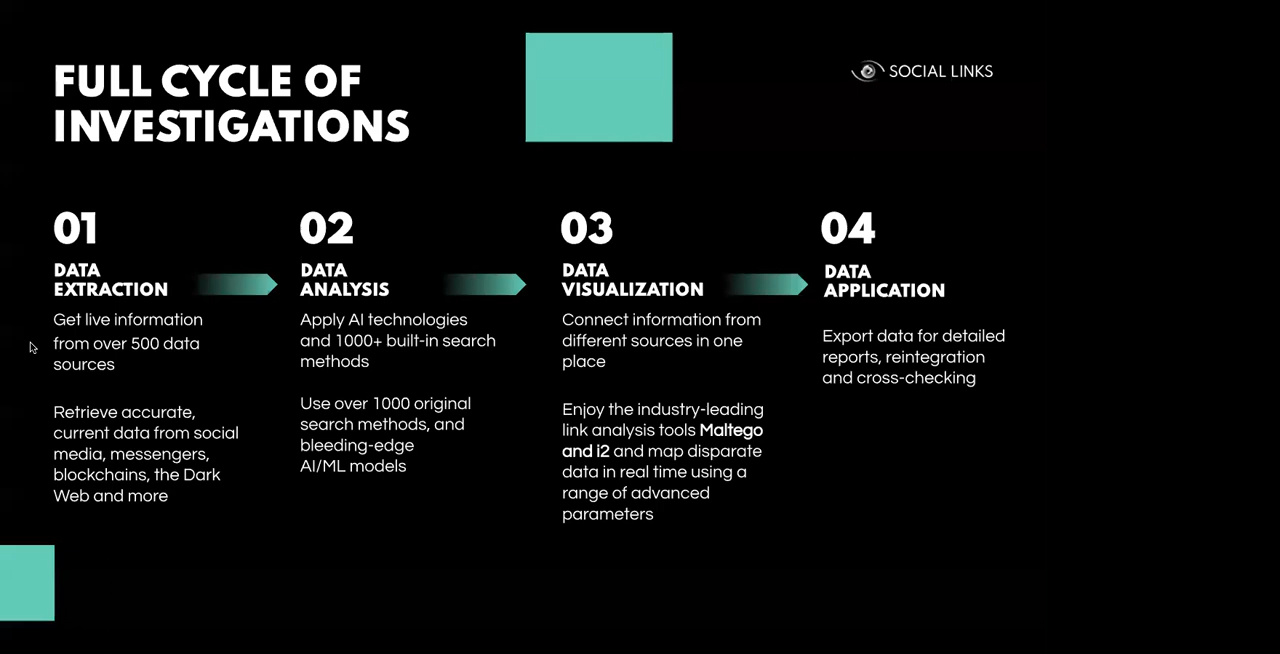 FULL CYCLE OF
INVESTIGATIONS
SOCIAL LINKS
01
DATA
EXTRACTION
Get live information
from over 500 data
sources
Retrieve accurate,
current data from social
media, messengers,
blockchains, the Dark
Web and more
02
DATA
ANALYSIS
Apply AI technologies
and 1000+ built-in search
methods
Use over 1000 original
search methods, and
bleeding-edge
AI/ML models
03
DATA
VISUALIZATION
Connect information from
different sources in one
place
Enjoy the industry-leading
link analysis tools Maltego
and i2 and map disparate
data in real time using a
range of advanced
parameters
04
DATA
APPLICATION
Export data for detailed
reports, reintegration
and cross-checking